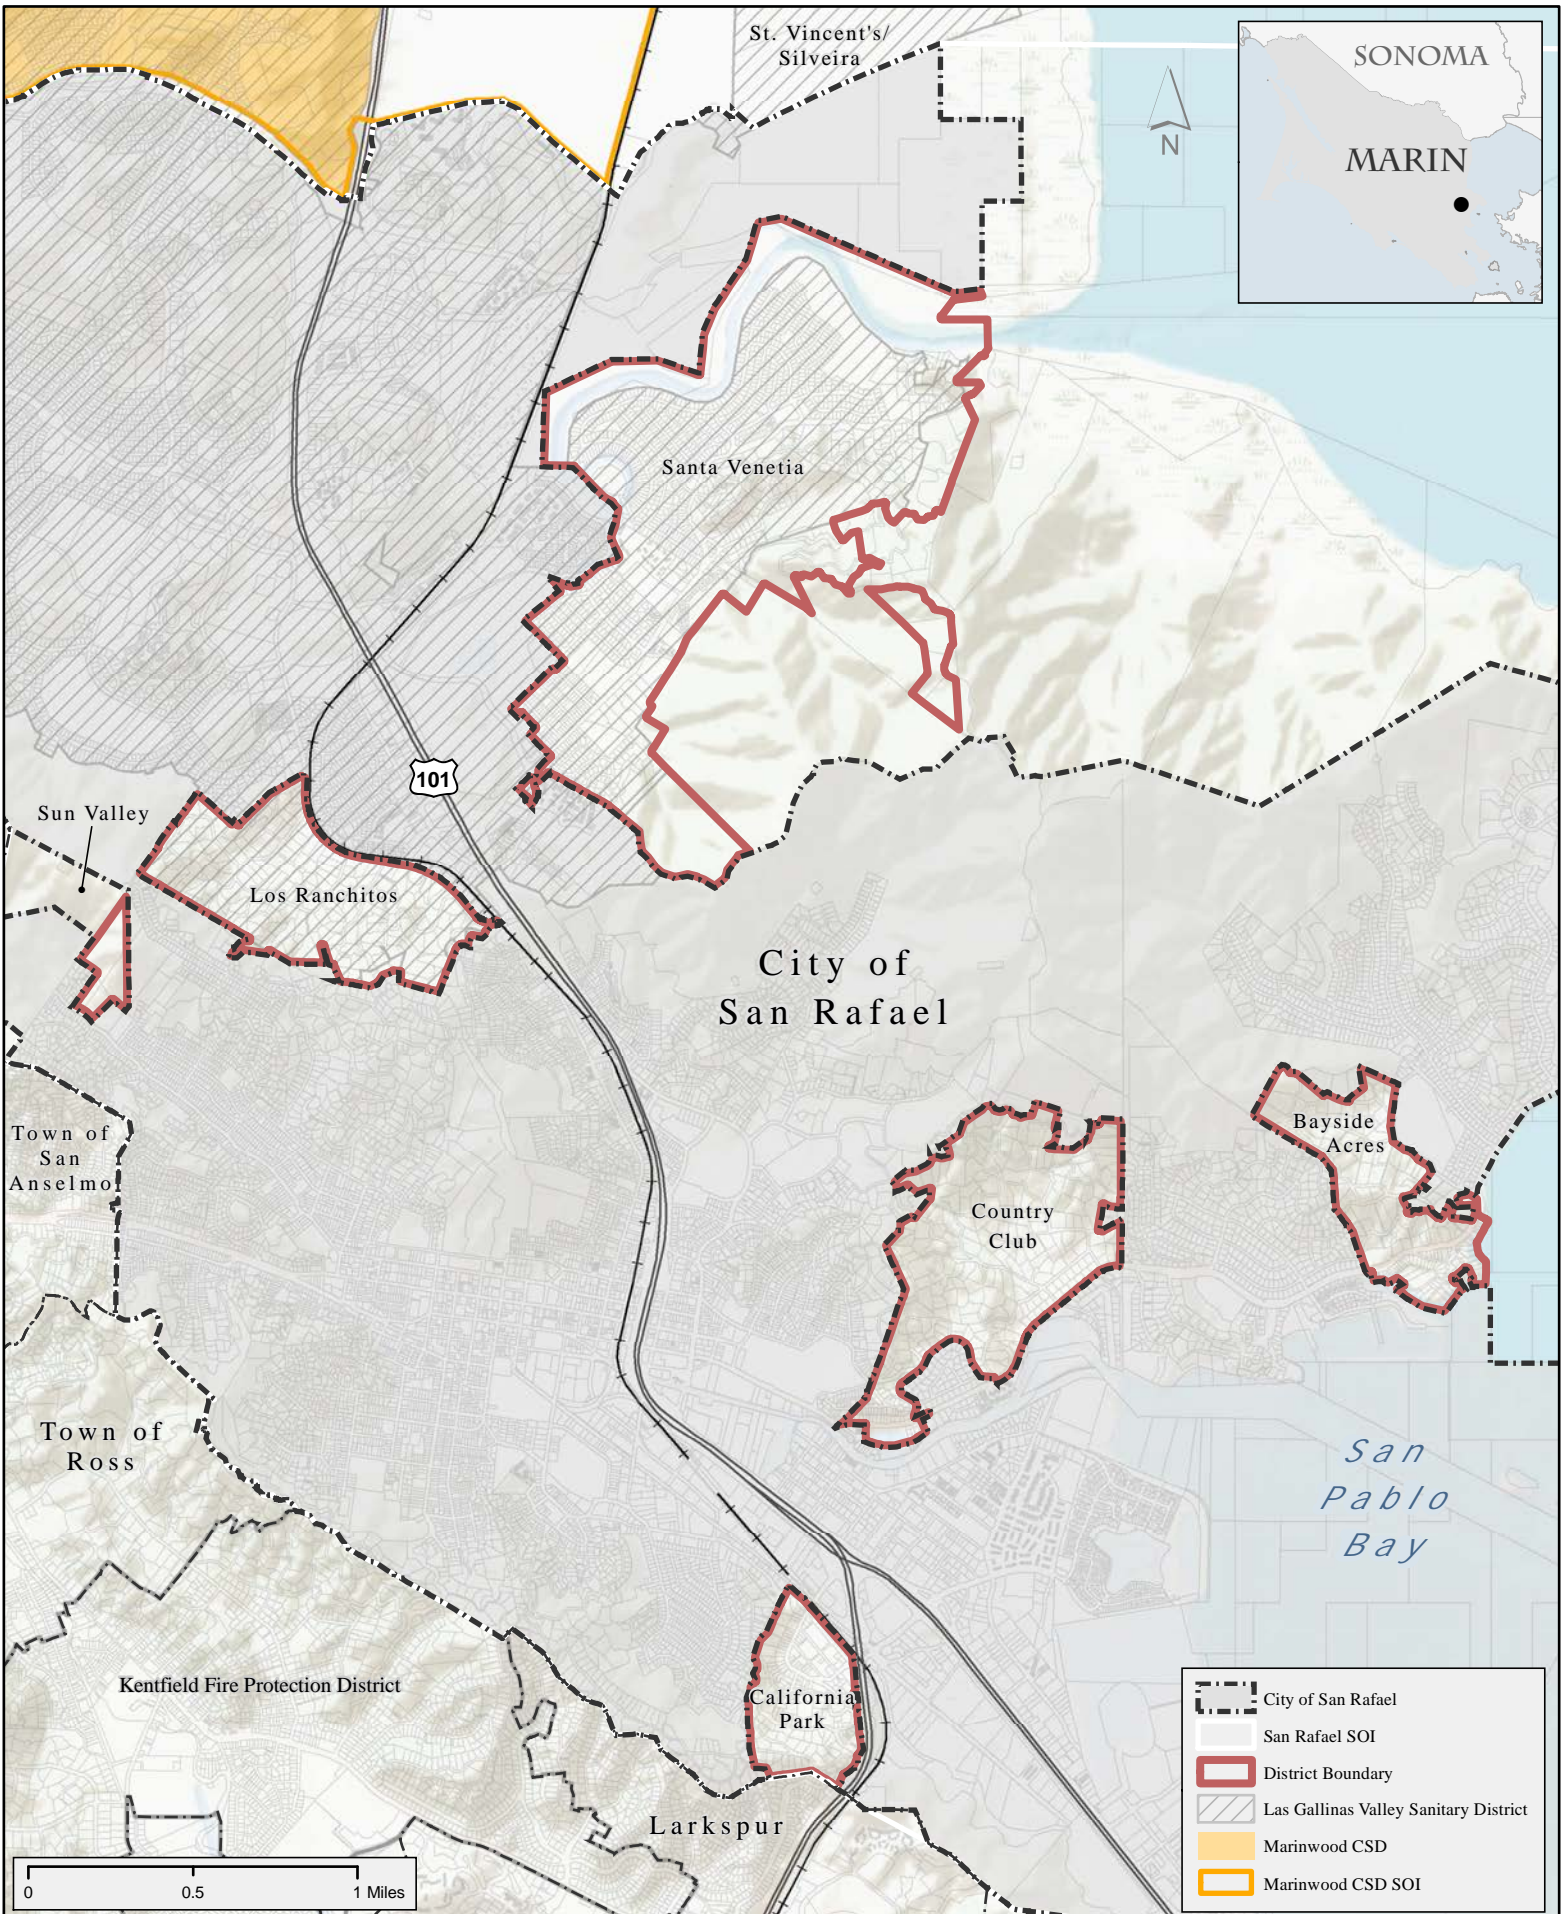 St. Vincent's/
Silveira
SONOMA
MARIN
N
Santa Venetia
101
Sun Valley
Los Ranchitos
City of
San Rafael
Bayside
Acres
Town of
San
Anselmo
Country
Club
Town of
Ross
San
Pablo
Bay
Kentfield Fire Protection District
California
Park
Larkspur
City of San Rafael
San Rafael SOI
District Boundary
Las Gallinas Valley Sanitary District
Marinwood CSD
Marinwood CSD SOI
0 0.5 1 Miles